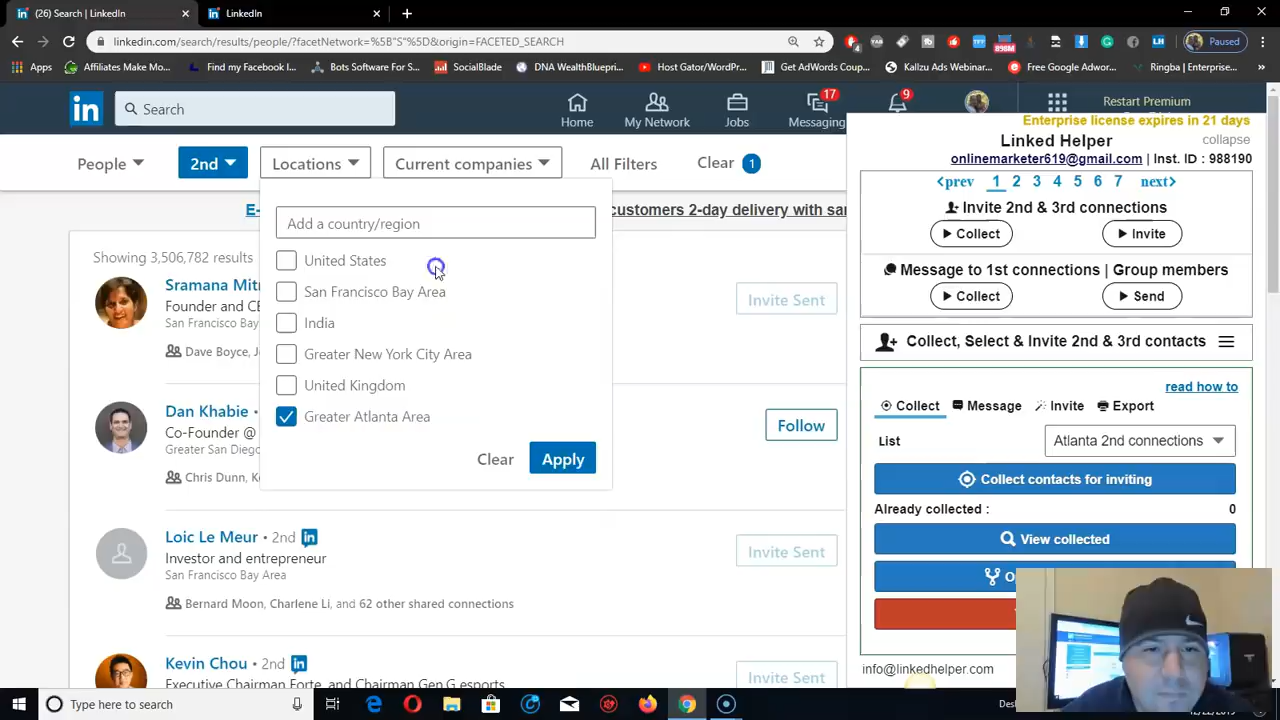 (26) Search | LinkedIn
LinkedIn
linkedin.com/search/results/people/?facetNetwork=%5B"S"%5D&origin=FACETED_SEARCH
Paused
Apps
Affiliates Make Mo...
Find my Facebook I...
Bots Software For S...
SocialBlade
DNA WealthBluepri...
Host Gator/WordPr...
Get AdWords Coup...
Kallzu Ads Webinar...
Free Google Adwor...
Ringba | Enterprise...
in
Search
Home
My Network
Jobs
17
Messaging
9
Restart Premium
People
2nd
Locations
Current companies
All Filters
Clear 1
customers 2-day delivery with sa
Showing 3,506,782 results
Sramana Mit
Founder and CE
San Francisco Bay
Dave Boyce, J
Invite Sent
Dan Khabie •
Co-Founder @
Greater San Diego
Chris Dunn, K
Follow
Loic Le Meur • 2nd
Investor and entrepreneur
San Francisco Bay Area
Bernard Moon, Charlene Li, and 62 other shared connections
Invite Sent
Kevin Chou • 2nd
Executive Chairman Forte, and Chairman Gen.G esports
Invite Sent
Add a country/region
United States
San Francisco Bay Area
India
Greater New York City Area
United Kingdom
Greater Atlanta Area
Clear
Apply
Enterprise license expires in 21 days
Linked Helper
collapse
onlinemarketer619@gmail.com | Inst. ID : 988190
<prev 1 2 3 4 5 6 7 next>
Invite 2nd & 3rd connections
Collect
Invite
Message to 1st connections | Group members
Collect
Send
Collect, Select & Invite 2nd & 3rd contacts
read how to
Collect
Message
Invite
Export
List
Atlanta 2nd connections
Collect contacts for inviting
Already collected :
0
View collected
info@linkedhelper.com
Type here to search